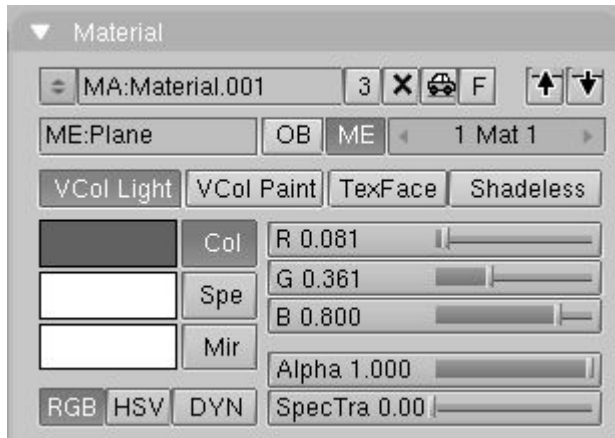 Material
MA:Material.001 3 F
ME:Plane OB ME 1 Mat 1
VCol Light VCol Paint TexFace Shadeless
Col R 0.081
G 0.361
Spe B 0.800
Mir
Alpha 1.000
RGB HSV DYN SpecTra 0.00